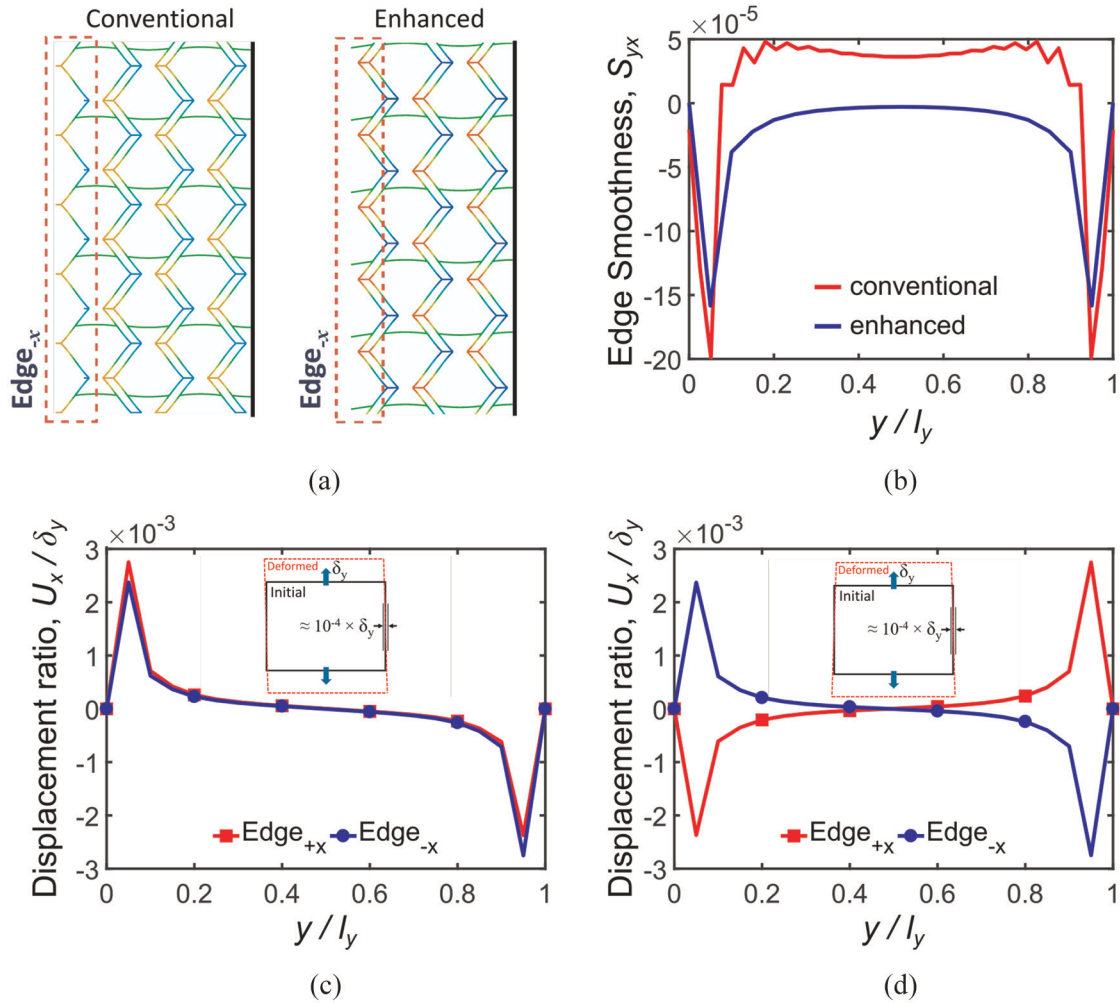 Conventional
Enhanced
Edge-x
Edge-x
(a)
×10-5
Edge Smoothness, Syx
5
0
-5
-10
-15
-20
conventional
enhanced
0
0.2
0.4
0.6
0.8
1
y / ly
(b)
×10-3
Displacement ratio, Ux / δy
3
2
1
0
-1
-2
-3
Deformed
δy
Initial
≈ 10-4 × δy
Edge+x
Edge-x
0
0.2
0.4
0.6
0.8
1
y / ly
(c)
×10-3
Displacement ratio, Ux / δy
3
2
1
0
-1
-2
-3
Deformed
δy
Initial
≈ 10-4 × δy
Edge+x
Edge-x
0
0.2
0.4
0.6
0.8
1
y / ly
(d)